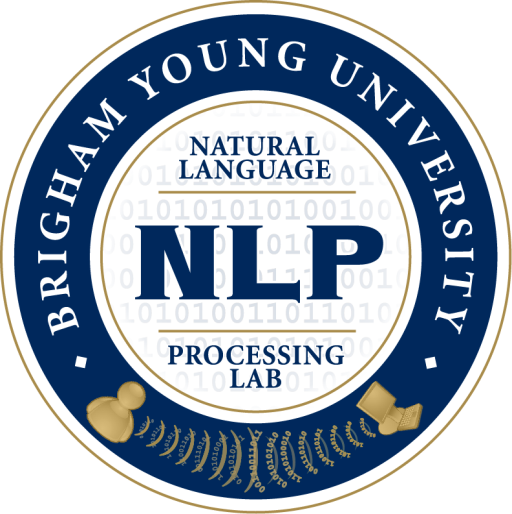 BRIGHAM YOUNG UNIVERSITY
NATURAL
LANGUAGE
NLP
PROCESSING
LAB